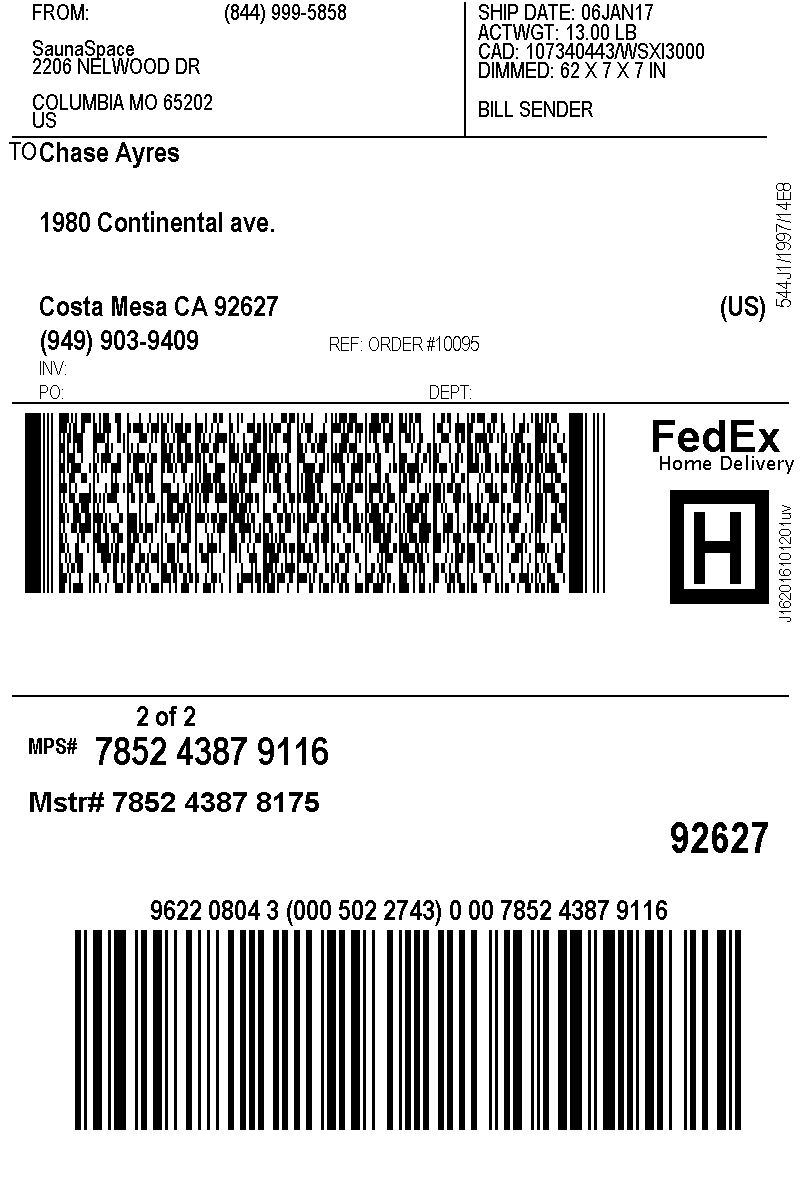 FROM: (844) 999-5858
SaunaSpace
2206 NELWOOD DR
COLUMBIA MO 65202
US
SHIP DATE: 06JAN17
ACTWGT: 13.00 LB
CAD: 107340443/WSXI3000
DIMMED: 62 X 7 X 7 IN
BILL SENDER
TO Chase Ayres
1980 Continental ave.
Costa Mesa CA 92627 (US)
(949) 903-9409 REF: ORDER #10095
INV:
PO: DEPT:
544J1/1997/14E8
FedEx
Home Delivery
H
J162016101201uv
2 of 2
MPS# 7852 4387 9116
Mstr# 7852 4387 8175
92627
9622 0804 3 (000 502 2743) 0 00 7852 4387 9116